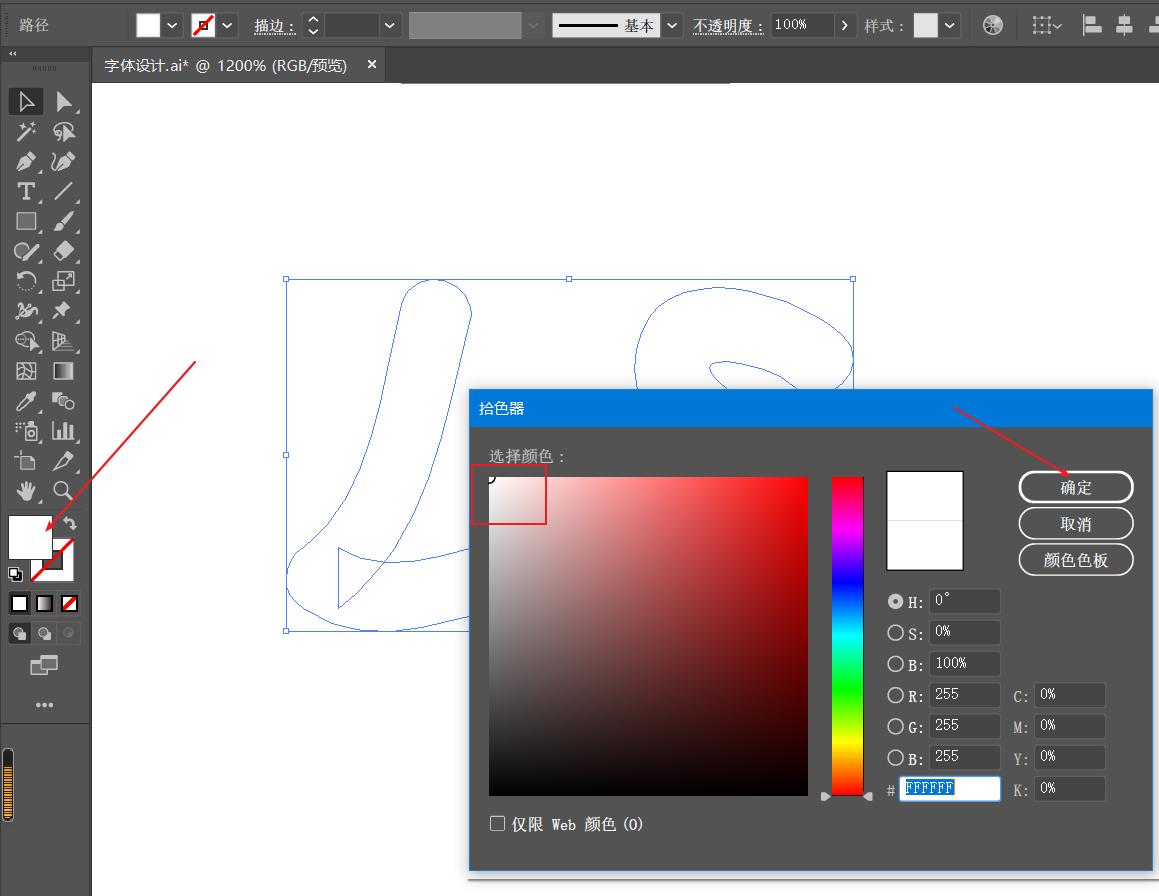 路径
描边：
基本
不透明度：
100%
样式：
字体设计.ai* @ 1200% (RGB/预览)
拾色器
选择颜色：
确定
取消
颜色色板
H: 0°
S: 0%
B: 100%
R: 255 C: 0%
G: 255 M: 0%
B: 255 Y: 0%
# FFFFFF K: 0%
仅限 Web 颜色 (O)